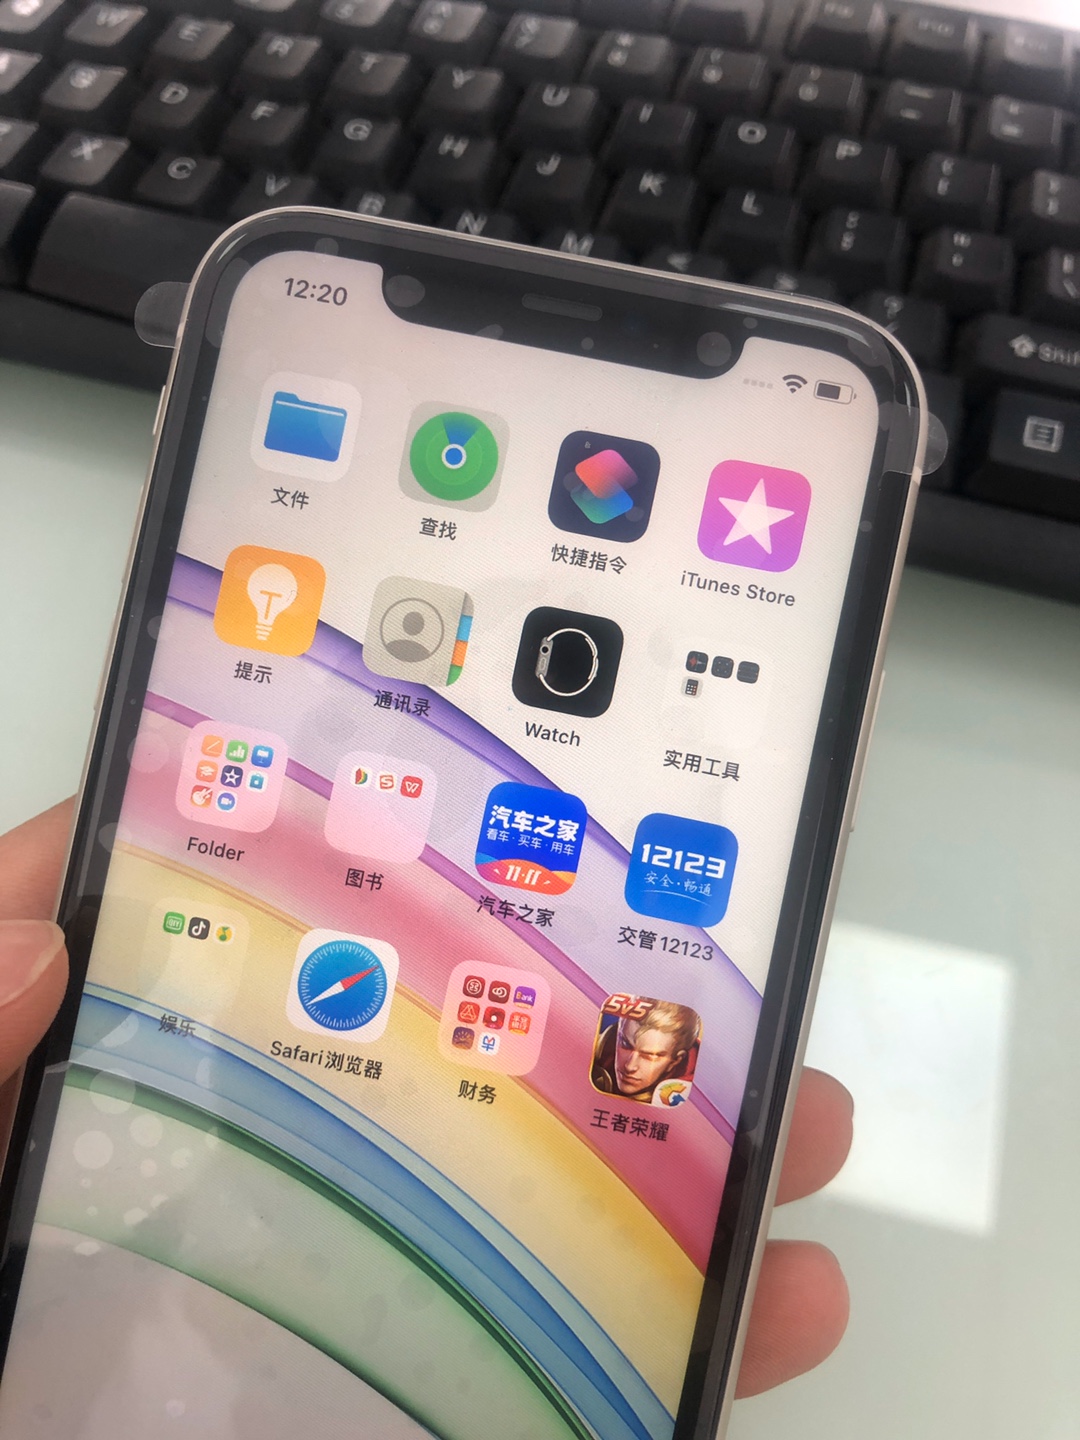 W E R T Y U I O P
S D F G H J K L
X C V B N M
Shift
12:20
文件
查找
快捷指令
iTunes Store
提示
通讯录
Watch
实用工具
Folder
图书
汽车之家
看车·买车·用车
11·11
汽车之家
12123
安全·畅通
交管12123
娱乐
Safari浏览器
财务
5v5
王者荣耀